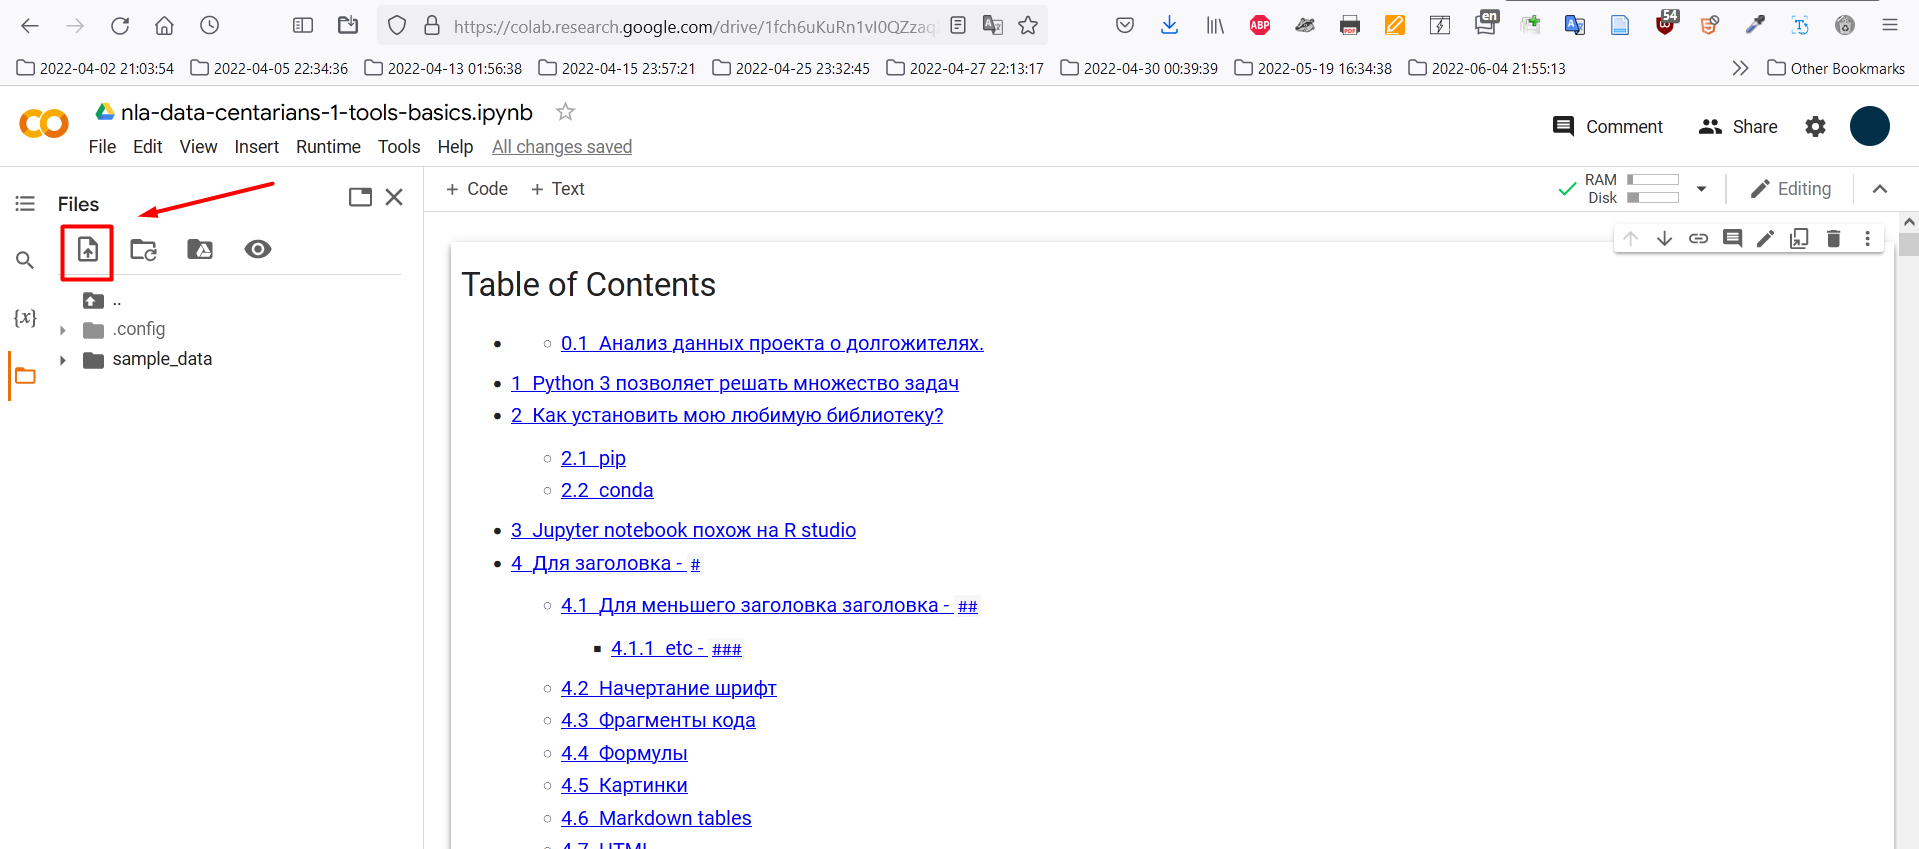 https://colab.research.google.com/drive/1fch6uKuRn1vI0QZzaq
ABP
en
54
2022-04-02 21:03:54 2022-04-05 22:34:36 2022-04-13 01:56:38 2022-04-15 23:57:21 2022-04-25 23:32:45 2022-04-27 22:13:17 2022-04-30 00:39:39 2022-05-19 16:34:38 2022-06-04 21:55:13 Other Bookmarks
nla-data-centarians-1-tools-basics.ipynb
File Edit View Insert Runtime Tools Help All changes saved
Comment Share
Files
+ Code + Text
RAM
Disk
Editing
..
.config
sample_data
{x}
Table of Contents
0.1 Анализ данных проекта о долгожителях.
1 Python 3 позволяет решать множество задач
2 Как установить мою любимую библиотеку?
2.1 pip
2.2 conda
3 Jupyter notebook похож на R studio
4 Для заголовка - #
4.1 Для меньшего заголовка заголовка - ##
4.1.1 etc - ###
4.2 Начертание шрифт
4.3 Фрагменты кода
4.4 Формулы
4.5 Картинки
4.6 Markdown tables
4.7 HTML